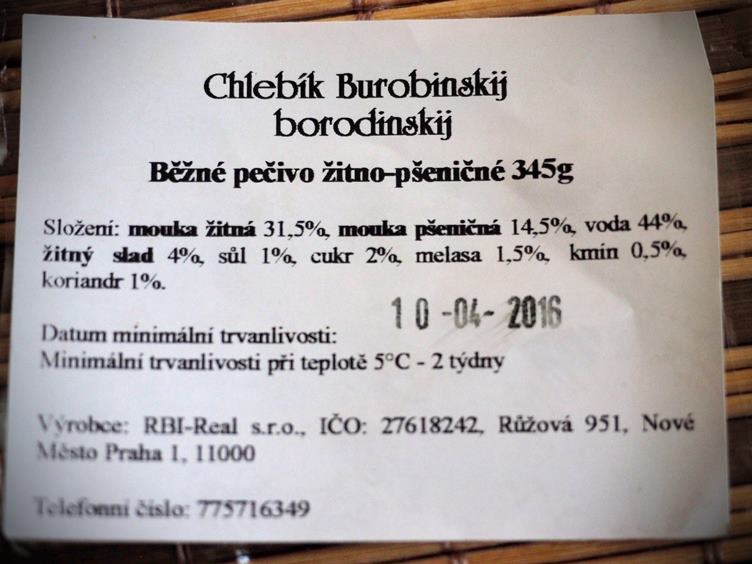 Chlebík Burobinskij
borodinskij
Běžné pečivo žitno-pšeničné 345g
Složení: mouka žitná 31,5%, mouka pšeničná 14,5%, voda 44%,
žitný slad 4%, sůl 1%, cukr 2%, melasa 1,5%, kmín 0,5%,
koriandr 1%.
10-04-2016
Datum minimální trvanlivosti:
Minimální trvanlivosti při teplotě 5°C - 2 týdny
Výrobce: RBI-Real s.r.o., IČO: 27618242, Růžová 951, Nové
Město Praha 1, 11000
Telefonní číslo: 775716349